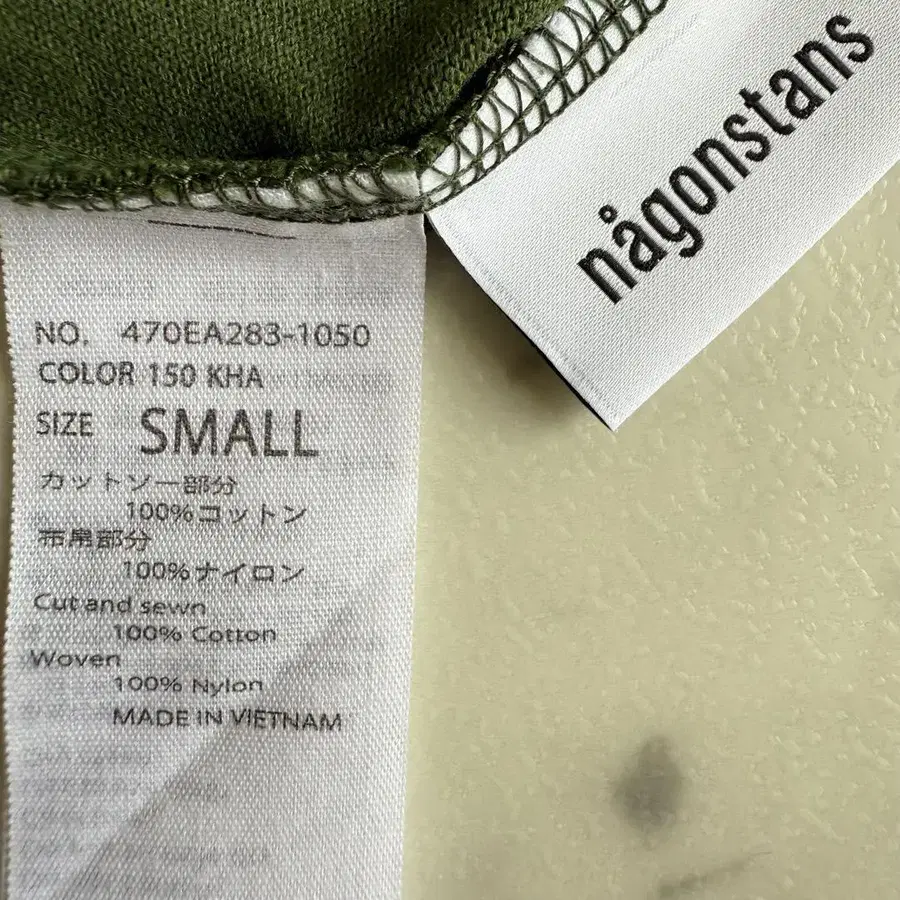 någonstans
NO. 470EA283-1050
COLOR 150 KHA
SIZE SMALL
カットソー部分
100%コットン
布帛部分
100%ナイロン
Cut and sewn
100% Cotton
Woven
100% Nylon
MADE IN VIETNAM